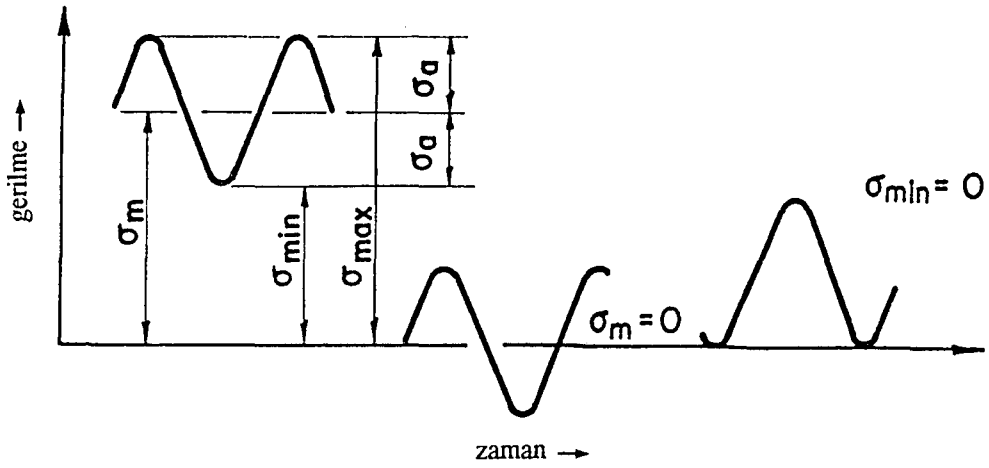 gerilme →
σm
σmin
σmax
σa
σa
σm = 0
σmin = 0
zaman →